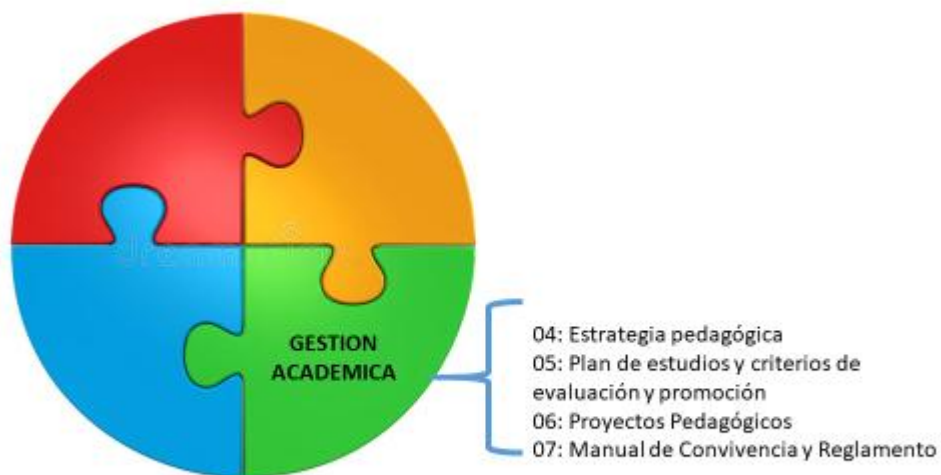 GESTION
ACADEMICA
04: Estrategia pedagógica
05: Plan de estudios y criterios de
evaluación y promoción
06: Proyectos Pedagógicos
07: Manual de Convivencia y Reglamento